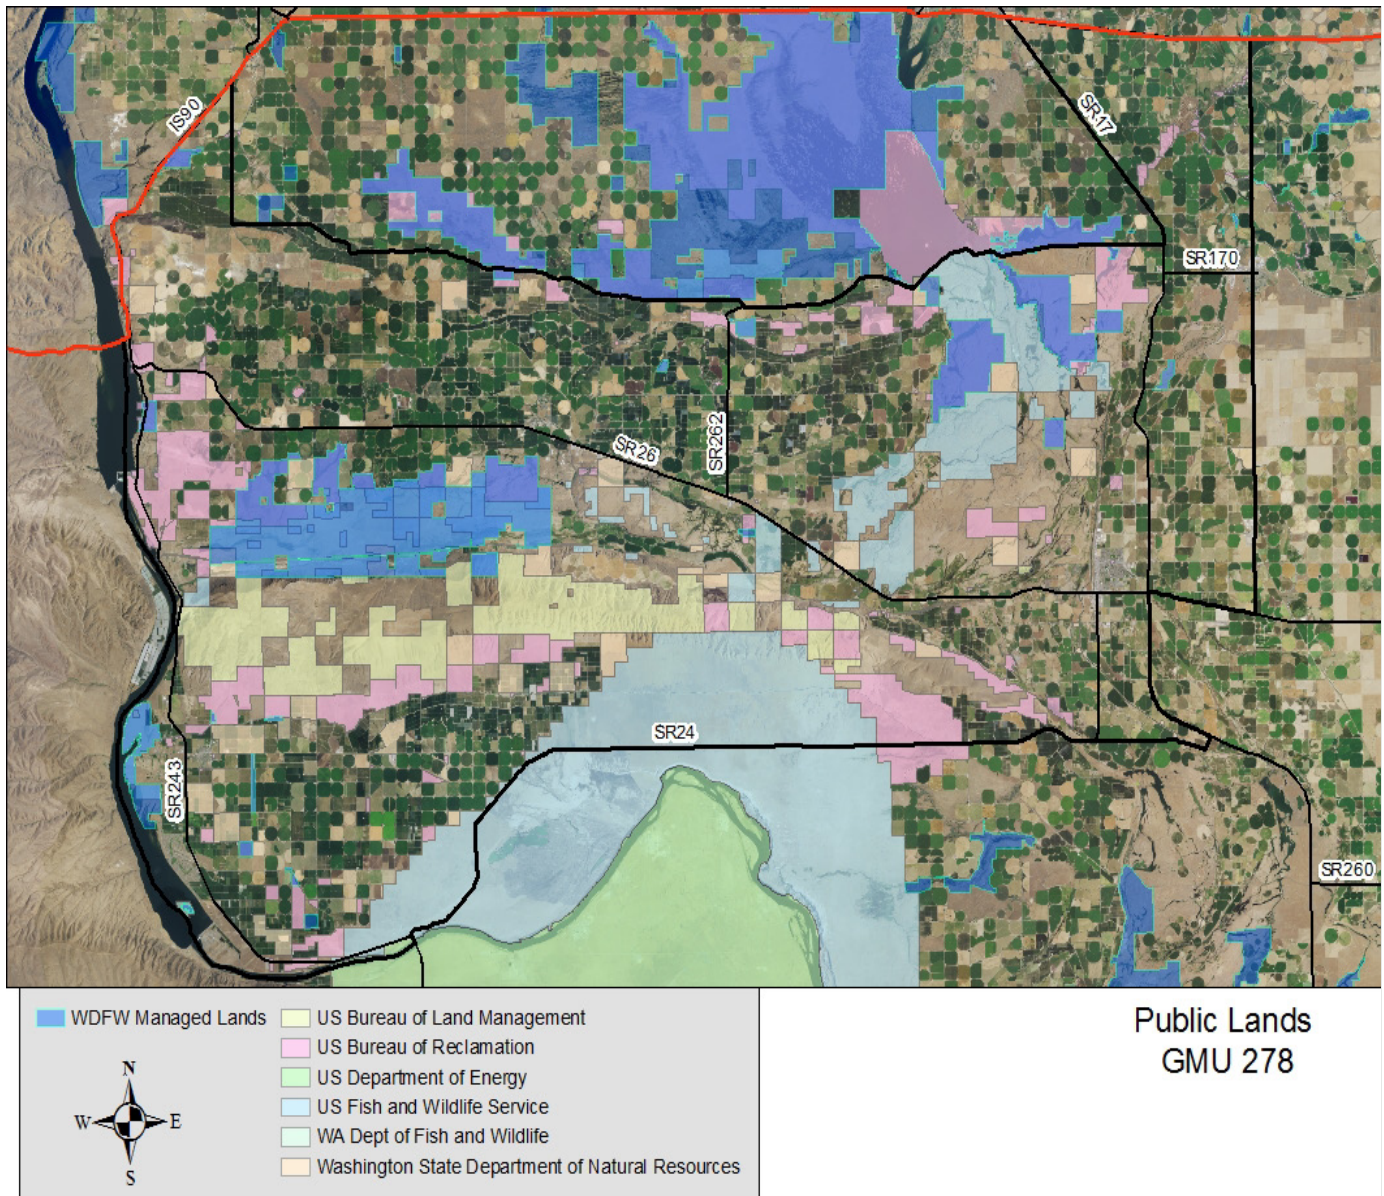 IS90
SR17
SR170
SR26
SR262
SR24
SR243
SR260
WDFW Managed Lands
US Bureau of Land Management
US Bureau of Reclamation
US Department of Energy
US Fish and Wildlife Service
WA Dept of Fish and Wildlife
Washington State Department of Natural Resources
N
W
E
S
Public Lands
GMU 278